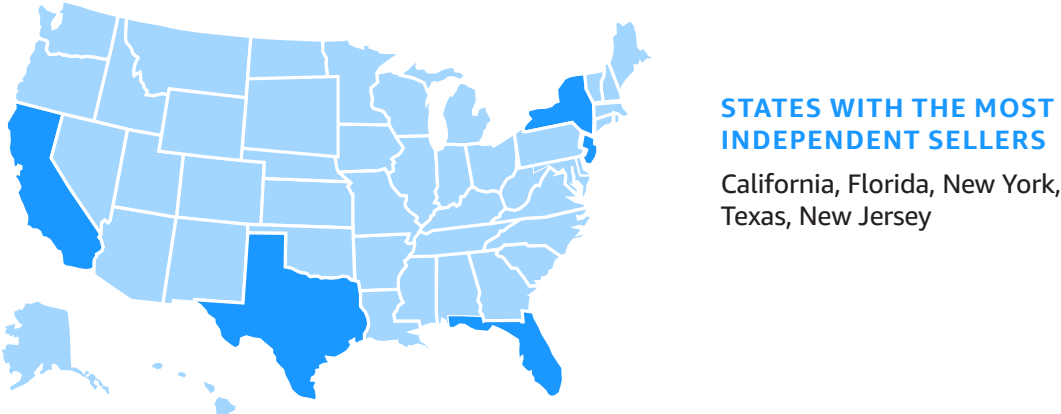 STATES WITH THE MOST
INDEPENDENT SELLERS
California, Florida, New York,
Texas, New Jersey